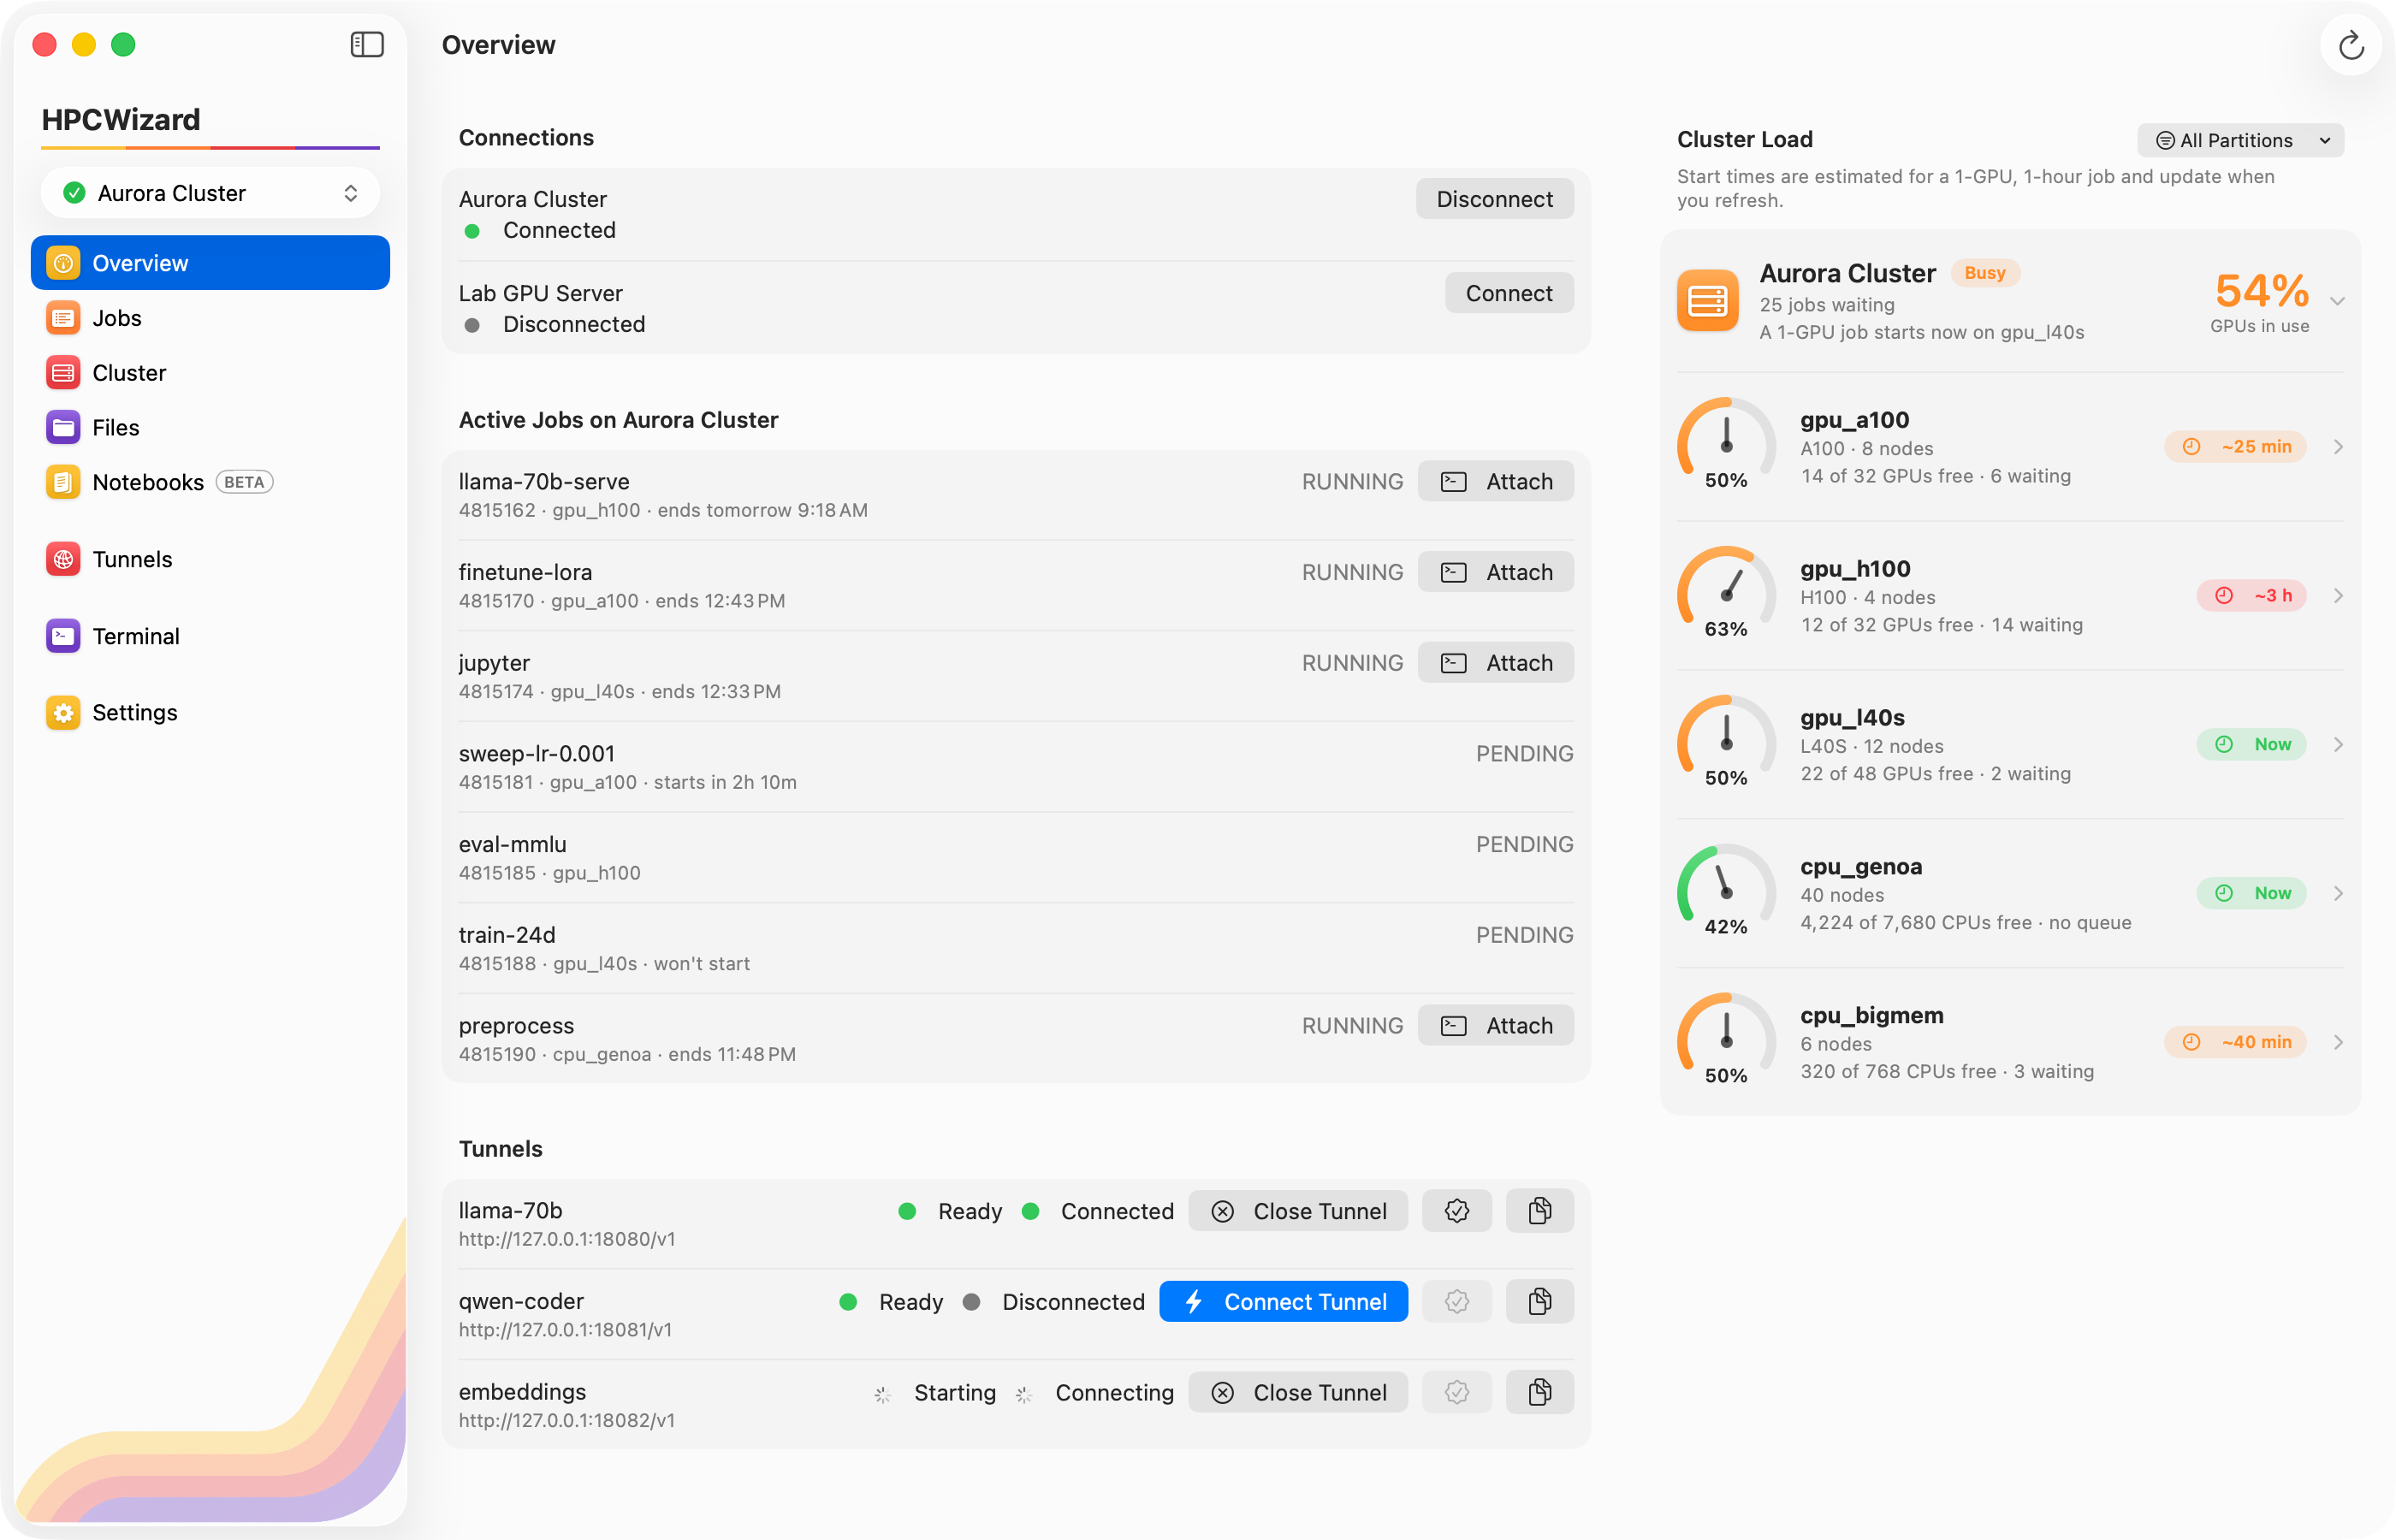 HPCWizard
Aurora Cluster
Overview
Jobs
Cluster
Files
Notebooks BETA
Tunnels
Terminal
Settings
Overview
Connections
Aurora Cluster
Connected
Disconnect
Lab GPU Server
Disconnected
Connect
Active Jobs on Aurora Cluster
llama-70b-serve
4815162 · gpu_h100 · ends tomorrow 9:18 AM
RUNNING Attach
finetune-lora
4815170 · gpu_a100 · ends 12:43 PM
RUNNING Attach
jupyter
4815174 · gpu_l40s · ends 12:33 PM
RUNNING Attach
sweep-lr-0.001
4815181 · gpu_a100 · starts in 2h 10m
PENDING
eval-mmlu
4815185 · gpu_h100
PENDING
train-24d
4815188 · gpu_l40s · won't start
PENDING
preprocess
4815190 · cpu_genoa · ends 11:48 PM
RUNNING Attach
Tunnels
llama-70b
http://127.0.0.1:18080/v1
Ready Connected Close Tunnel
qwen-coder
http://127.0.0.1:18081/v1
Ready Disconnected Connect Tunnel
embeddings
http://127.0.0.1:18082/v1
Starting Connecting Close Tunnel
Cluster Load
All Partitions
Start times are estimated for a 1-GPU, 1-hour job and update when
you refresh.
Aurora Cluster Busy
25 jobs waiting
A 1-GPU job starts now on gpu_l40s
54%
GPUs in use
50%
gpu_a100
A100 · 8 nodes
14 of 32 GPUs free · 6 waiting
~25 min
63%
gpu_h100
H100 · 4 nodes
12 of 32 GPUs free · 14 waiting
~3 h
50%
gpu_l40s
L40S · 12 nodes
22 of 48 GPUs free · 2 waiting
Now
42%
cpu_genoa
40 nodes
4,224 of 7,680 CPUs free · no queue
Now
50%
cpu_bigmem
6 nodes
320 of 768 CPUs free · 3 waiting
~40 min